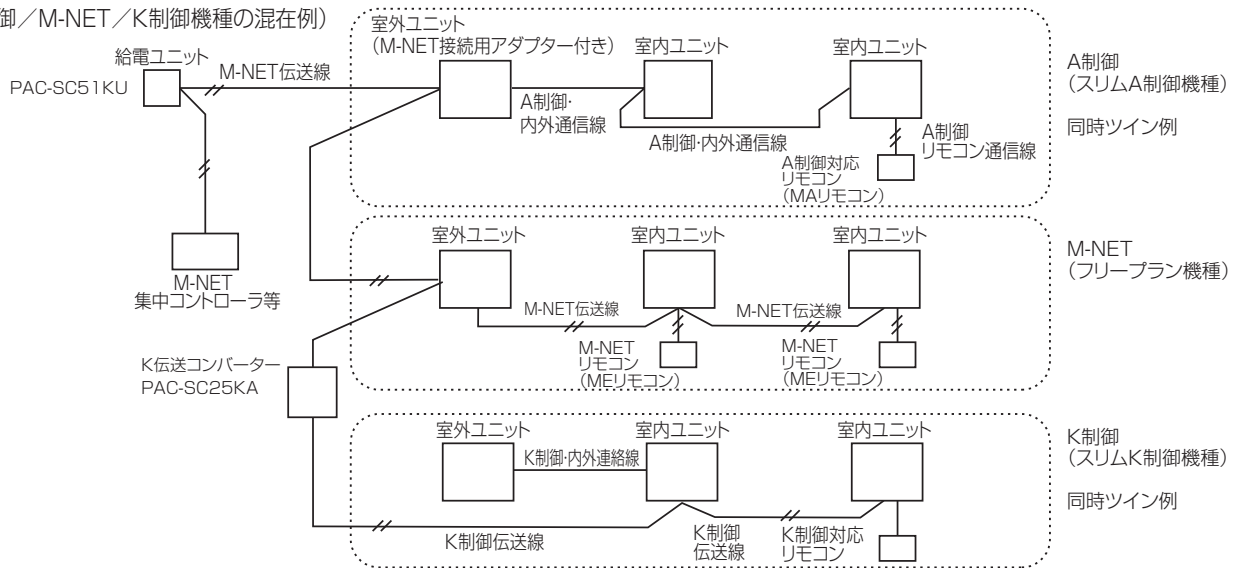 御／M-NET／K制御機種の混在例）
給電ユニット
PAC-SC51KU
M-NET伝送線
M-NET
集中コントローラ等
K伝送コンバーター
PAC-SC25KA
室外ユニット
（M-NET接続用アダプター付き）
室内ユニット
室内ユニット
A制御・
内外通信線
A制御・内外通信線
A制御
リモコン通信線
A制御対応
リモコン
（MAリモコン）
A制御
（スリムA制御機種）
同時ツイン例
室外ユニット
室内ユニット
室内ユニット
M-NET伝送線
M-NET伝送線
M-NET
リモコン
（MEリモコン）
M-NET
リモコン
（MEリモコン）
M-NET
（フリープラン機種）
室外ユニット
室内ユニット
室内ユニット
K制御・内外連絡線
K制御伝送線
K制御
伝送線
K制御対応
リモコン
K制御
（スリムK制御機種）
同時ツイン例